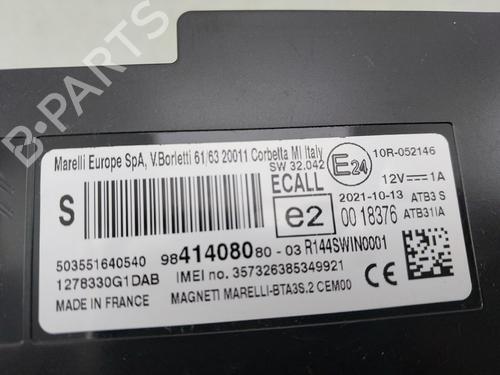 B-PARTS
Marelli Europe SpA, V.Borletti 61/63 20011 Corbetta MI Italy
SW 32.042
ECALL
E24
10R-052146
12V⎓1A
S
e2
2021-10-13 ATB3 S
00 18376 ATB31IA
503551640540 9841408080-03 R144SWIN0001
1278330G1DAB IMEI no. 357326385349921
MADE IN FRANCE MAGNETI MARELLI-BTA3S.2 CEM00